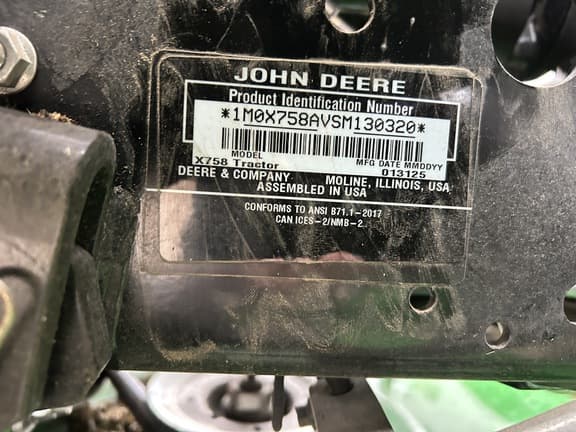 JOHN DEERE
Product Identification Number
*1M0X758AVSM130320*
MODEL MFG DATE MMDDYY
X758 Tractor 013125
DEERE & COMPANY MOLINE, ILLINOIS, USA
ASSEMBLED IN USA
CONFORMS TO ANSI B71.1-2017
CAN ICES-2/NMB-2